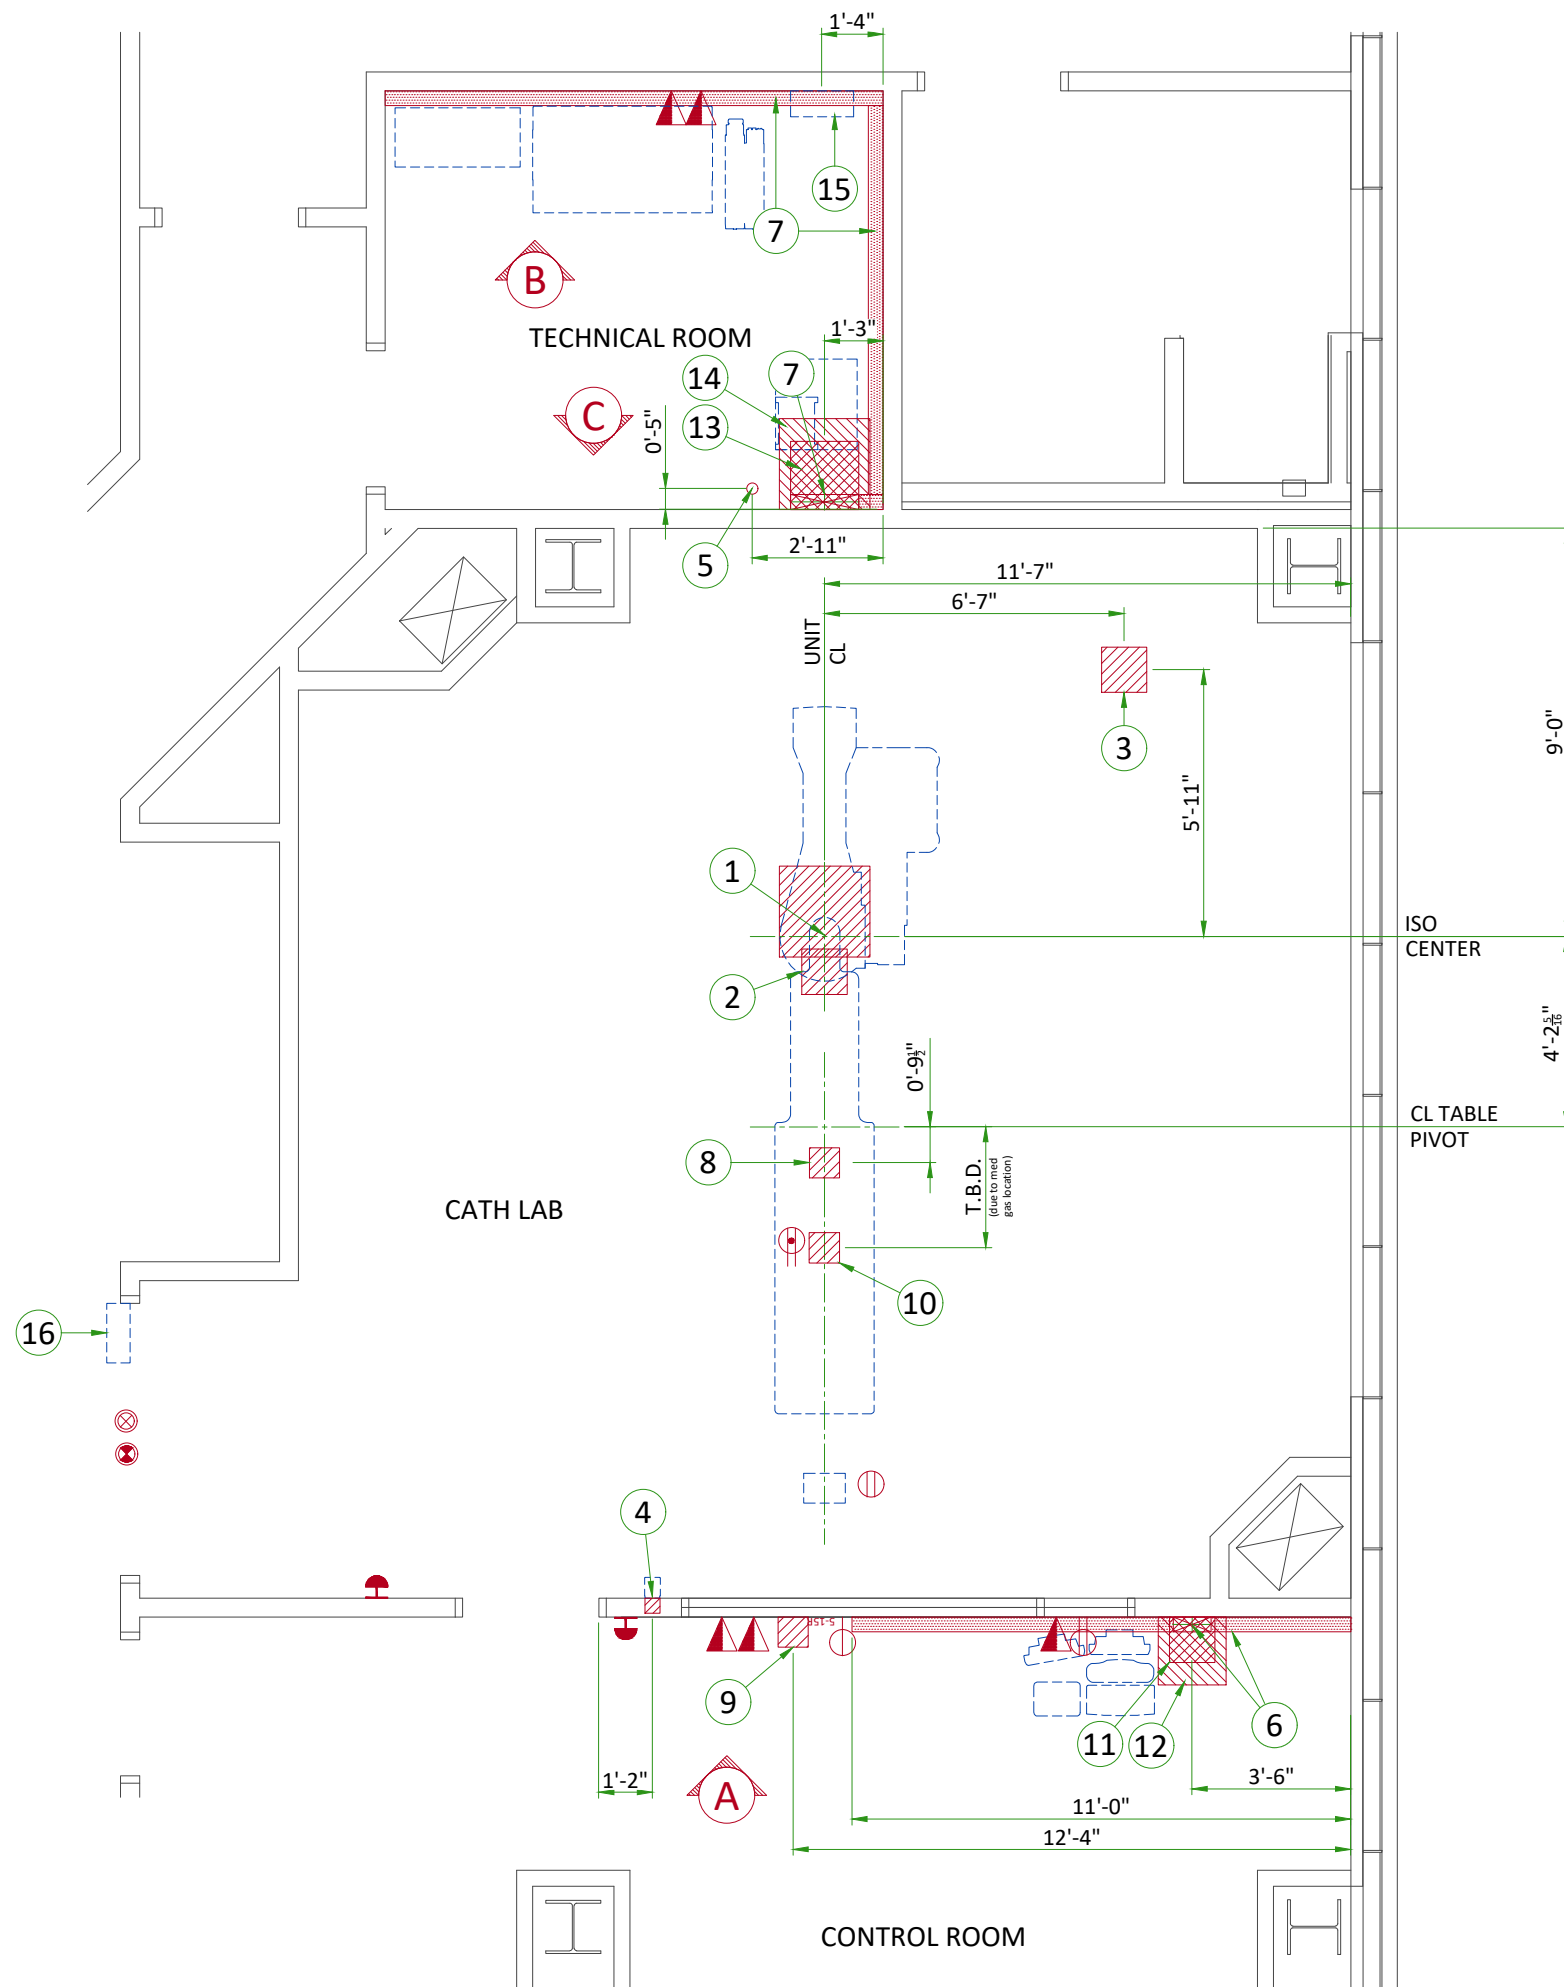 1'-4"
15
7
B
TECHNICAL ROOM
1'-3"
14
7
C
13
0'-5"
5
2'-11"
11'-7"
6'-7"
UNIT
CL
3
9'-0"
5'-11"
1
ISO
CENTER
2
4'-2 5/16"
0'-9 1/2"
CL TABLE
PIVOT
8
T.B.D.
(due to med
gas location)
CATH LAB
10
16
4
5-15R
9
11
12
6
1'-2"
A
3'-6"
11'-0"
12'-4"
CONTROL ROOM